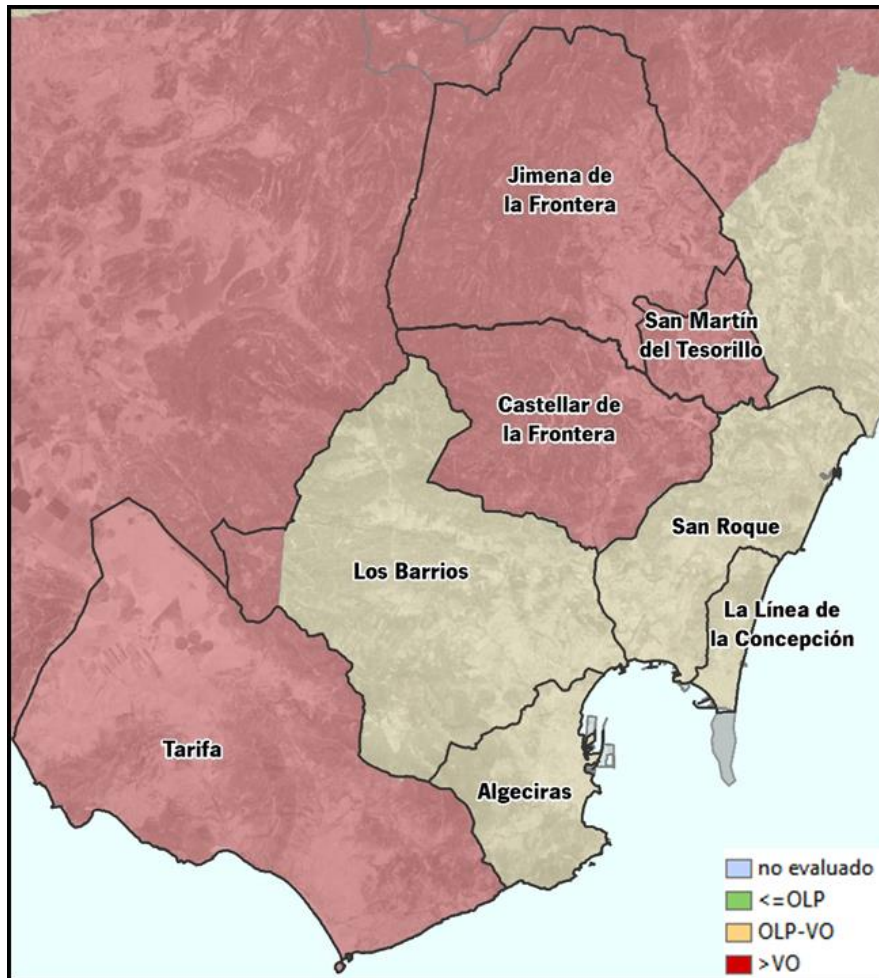 Jimena de
la Frontera
San Martín
del Tesorillo
Castellar de
la Frontera
San Roque
Los Barrios
La Línea de
la Concepción
Tarifa
Algeciras
no evaluado
<=OLP
OLP-VO
>VO